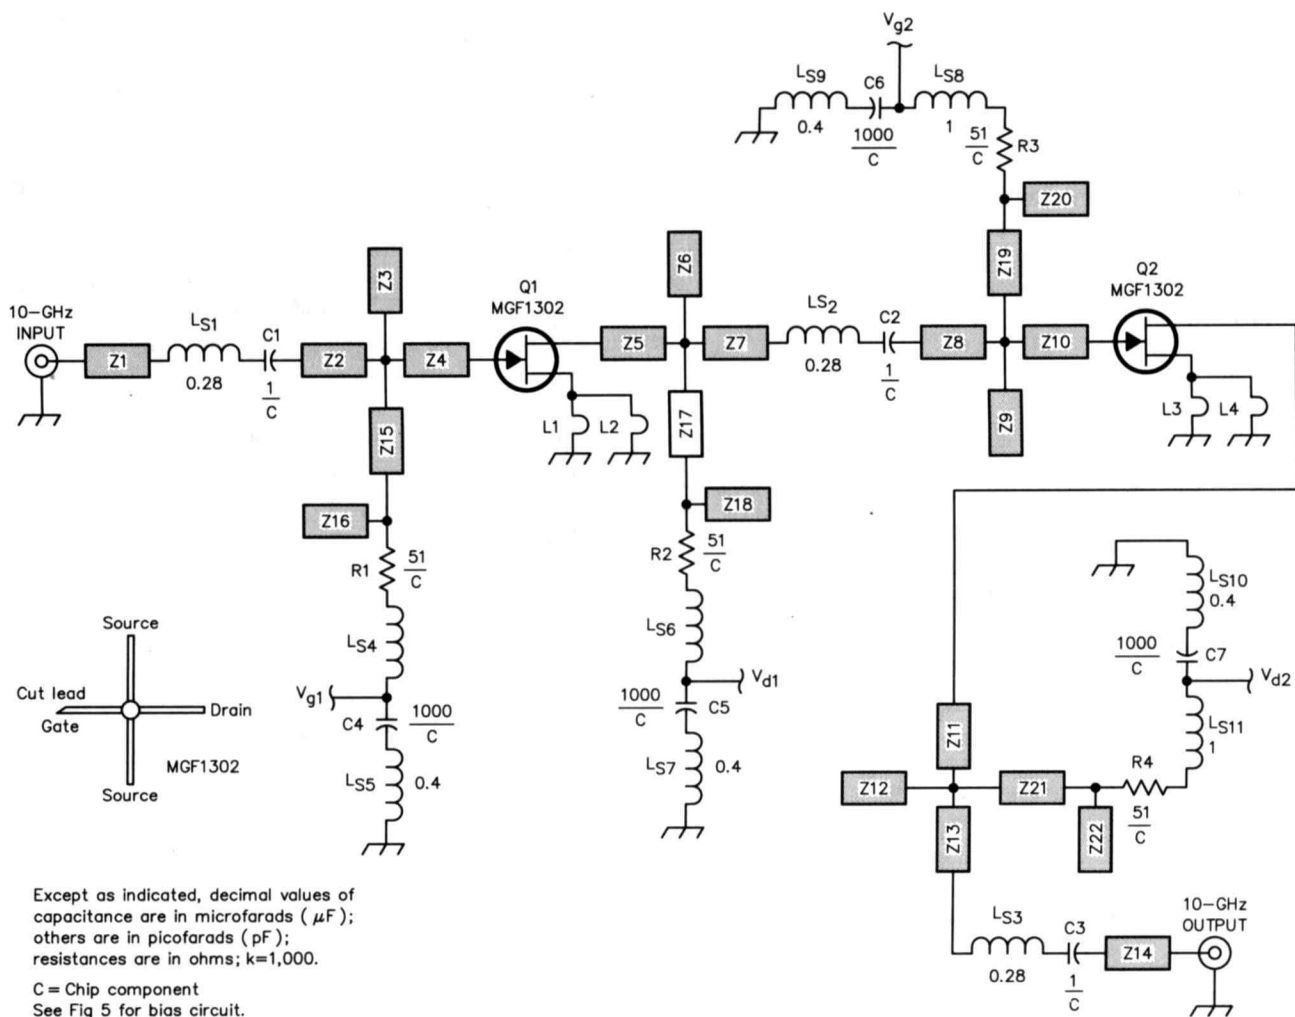 Vg2
LS9
C6
LS8
0.4
1000
C
1
51
C
R3
Z20
Z3
Z6
Z19
Q1
MGF1302
Q2
MGF1302
10-GHz
INPUT
LS1
C1
LS2
C2
Z1
Z2
Z4
Z5
Z7
Z8
Z10
0.28
1
C
0.28
1
C
Z15
L1
L2
Z17
Z9
L3
L4
Z16
Z18
R1
51
C
R2
51
C
LS10
0.4
Source
LS4
LS6
1000
C
C7
Cut lead
Gate
Drain
Vg1
C4
1000
C
1000
C
C5
Vd1
Vd2
LS11
1
MGF1302
Source
LS5
0.4
LS7
0.4
Z11
R4
Z12
Z21
51
C
Z13
Z22
Except as indicated, decimal values of
capacitance are in microfarads (μF);
others are in picofarads (pF);
resistances are in ohms; k=1,000.
C = Chip component
See Fig 5 for bias circuit.
LS3
C3
10-GHz
OUTPUT
Z14
0.28
1
C